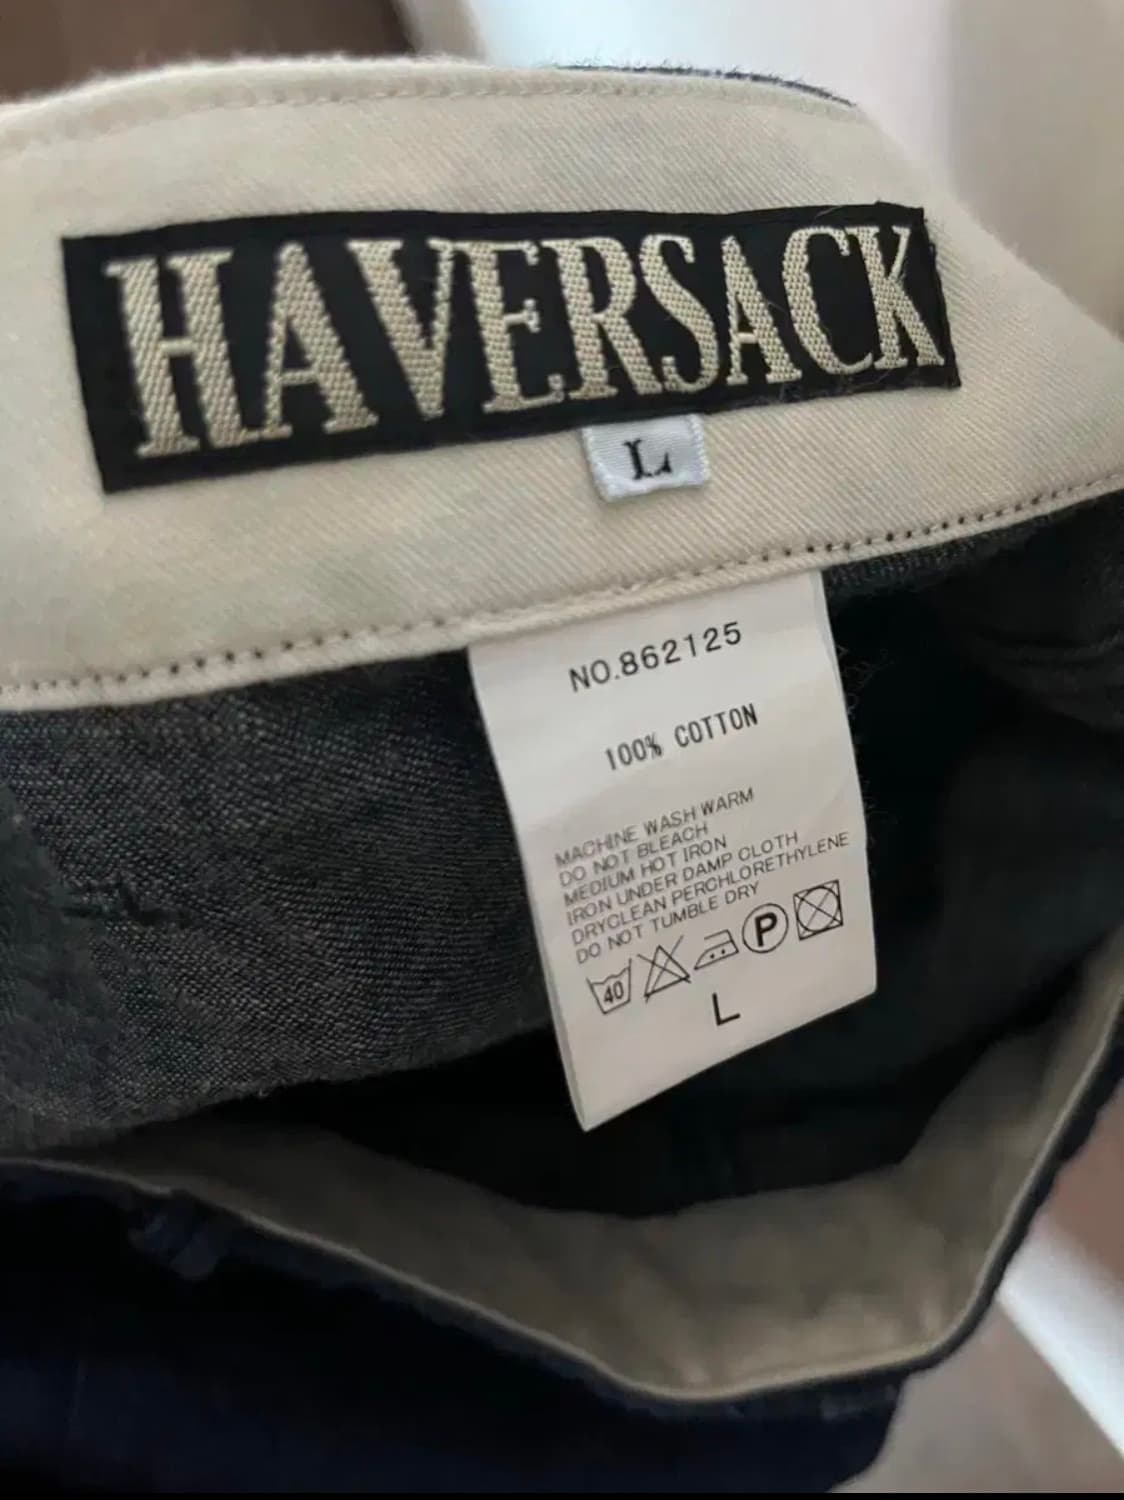 HAVERSACK
L
NO.862125
100% COTTON
MACHINE WASH WARM
DO NOT BLEACH
MEDIUM HOT IRON
IRON UNDER DAMP CLOTH
DRYCLEAN PERCHLORETHYLENE
DO NOT TUMBLE DRY
40 P
L